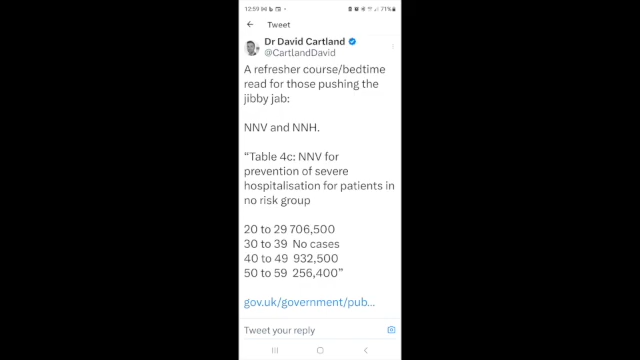 12:59
71%
Tweet
Dr David Cartland
@CartlandDavid
A refresher course/bedtime
read for those pushing the
jibby jab:
NNV and NNH.
“Table 4c: NNV for
prevention of severe
hospitalisation for patients in
no risk group
20 to 29 706,500
30 to 39 No cases
40 to 49 932,500
50 to 59 256,400”
gov.uk/government/pub...
Tweet your reply